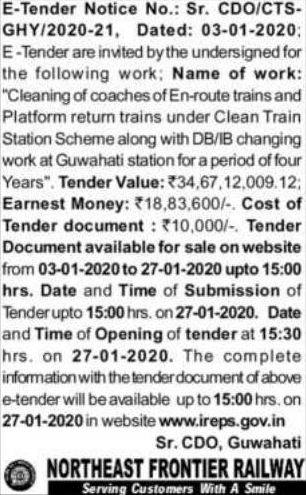 E-Tender Notice No.: Sr. CDO/CTS-
GHY/2020-21, Dated: 03-01-2020;
E -Tender are invited by the undersigned for
the following work; Name of work:
"Cleaning of coaches of En-route trains and
Platform return trains under Clean Train
Station Scheme along with DB/IB changing
work at Guwahati station for a period of four
Years". Tender Value: ₹34,67,12,009.12;
Earnest Money: ₹18,83,600/-. Cost of
Tender document : ₹10,000/-. Tender
Document available for sale on website
from 03-01-2020 to 27-01-2020 upto 15:00
hrs. Date and Time of Submission of
Tender upto 15:00 hrs. on 27-01-2020. Date
and Time of Opening of tender at 15:30
hrs. on 27-01-2020. The complete
information with the tender document of above
e-tender will be available up to 15:00 hrs. on
27-01-2020 in website www.ireps.gov.in
Sr. CDO, Guwahati
NORTHEAST FRONTIER RAILWAY
Serving Customers With A Smile